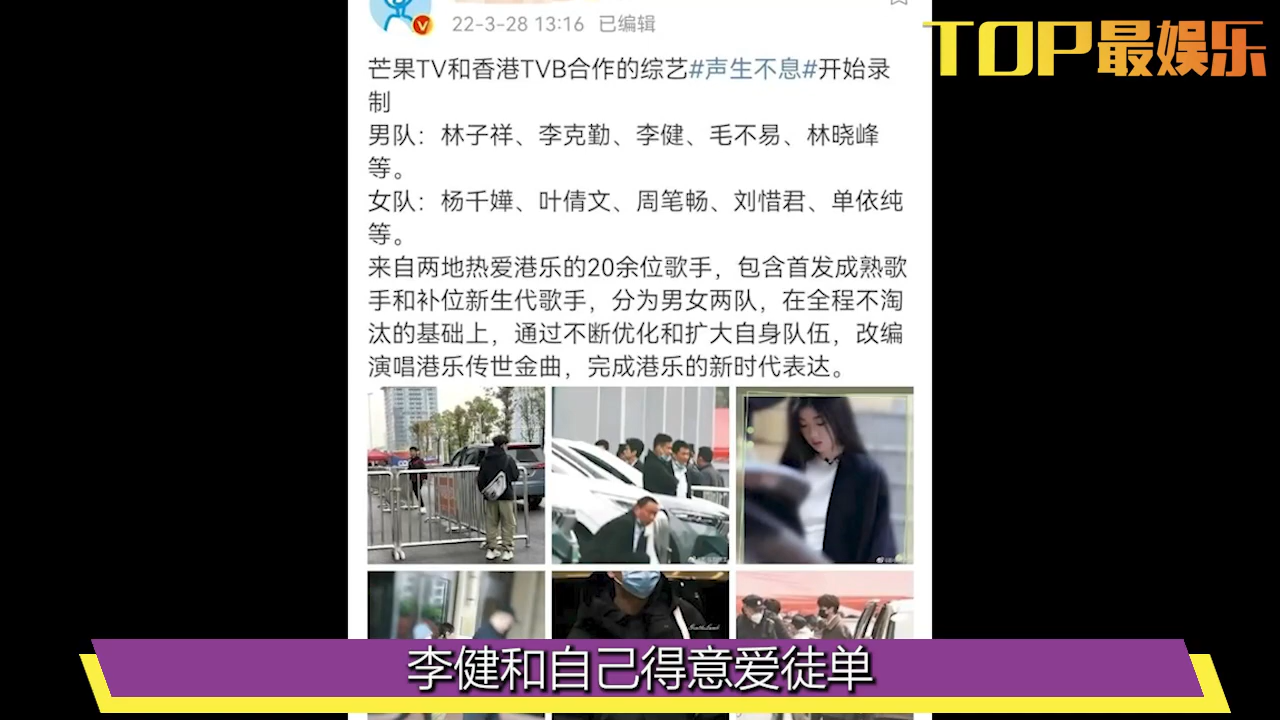 22-3-28 13:16 已编辑
TOP最娱乐
芒果TV和香港TVB合作的综艺#声生不息#开始录
制
男队：林子祥、李克勤、李健、毛不易、林晓峰
等。
女队：杨千嬅、叶倩文、周笔畅、刘惜君、单依纯
等。
来自两地热爱港乐的20余位歌手，包含首发成熟歌
手和补位新生代歌手，分为男女两队，在全程不淘
汰的基础上，通过不断优化和扩大自身队伍，改编
演唱港乐传世金曲，完成港乐的新时代表达。
李健和自己得意爱徒单